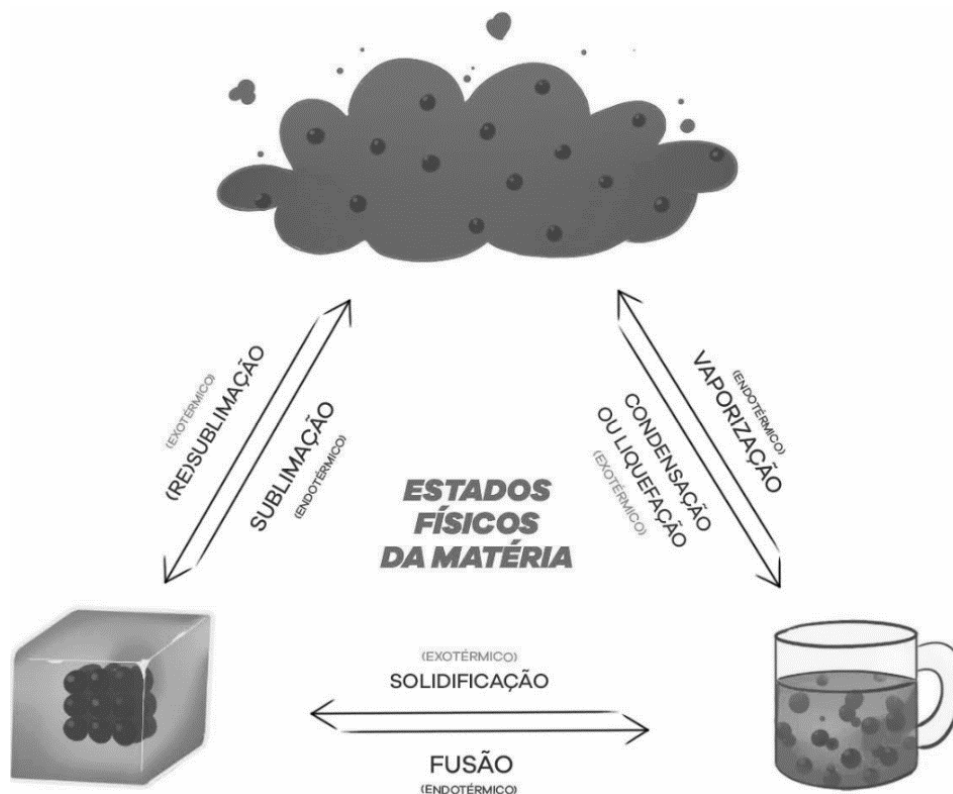 (EXOTÉRMICO)
(RE)SUBLIMAÇÃO
SUBLIMAÇÃO
(ENDOTÉRMICO)
(ENDOTÉRMICO)
VAPORIZAÇÃO
CONDENSAÇÃO
OU LIQUEFAÇÃO
(EXOTÉRMICO)
ESTADOS
FÍSICOS
DA MATÉRIA
(EXOTÉRMICO)
SOLIDIFICAÇÃO
FUSÃO
(ENDOTÉRMICO)